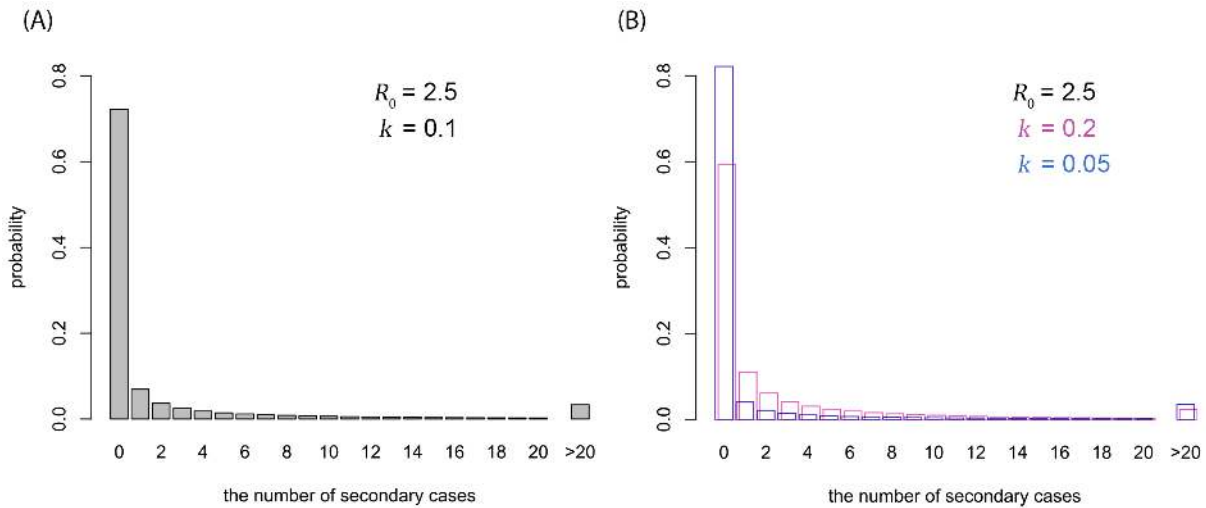 (A)
R0 = 2.5
k = 0.1
0.8
0.6
0.4
0.2
0.0
probability
0 2 4 6 8 10 12 14 16 18 20 >20
the number of secondary cases
(B)
R0 = 2.5
k = 0.2
k = 0.05
0.8
0.6
0.4
0.2
0.0
probability
0 2 4 6 8 10 12 14 16 18 20 >20
the number of secondary cases